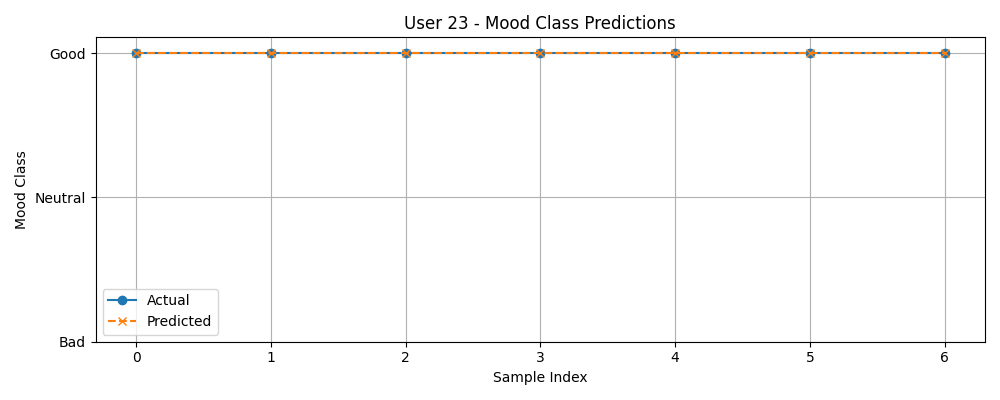 User 23 - Mood Class Predictions
Good
Neutral
Bad
Mood Class
Actual
Predicted
0 1 2 3 4 5 6
Sample Index